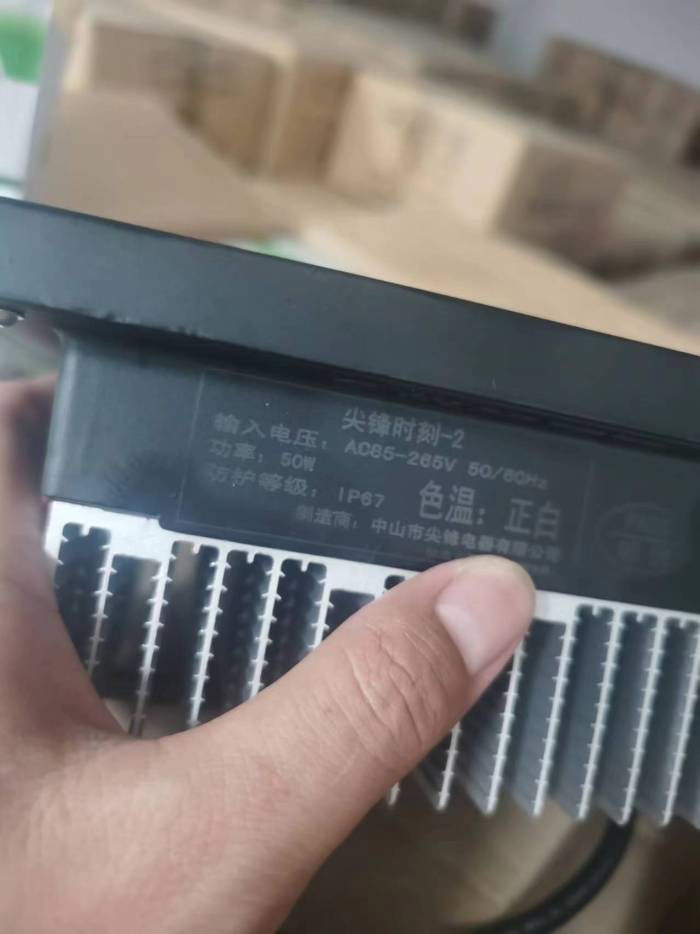 尖锋时刻-2
输入电压: AC85-265V 50/60Hz
功率: 50W
防护等级: IP67 色温: 正白
制造商: 中山市尖锋电器有限公司